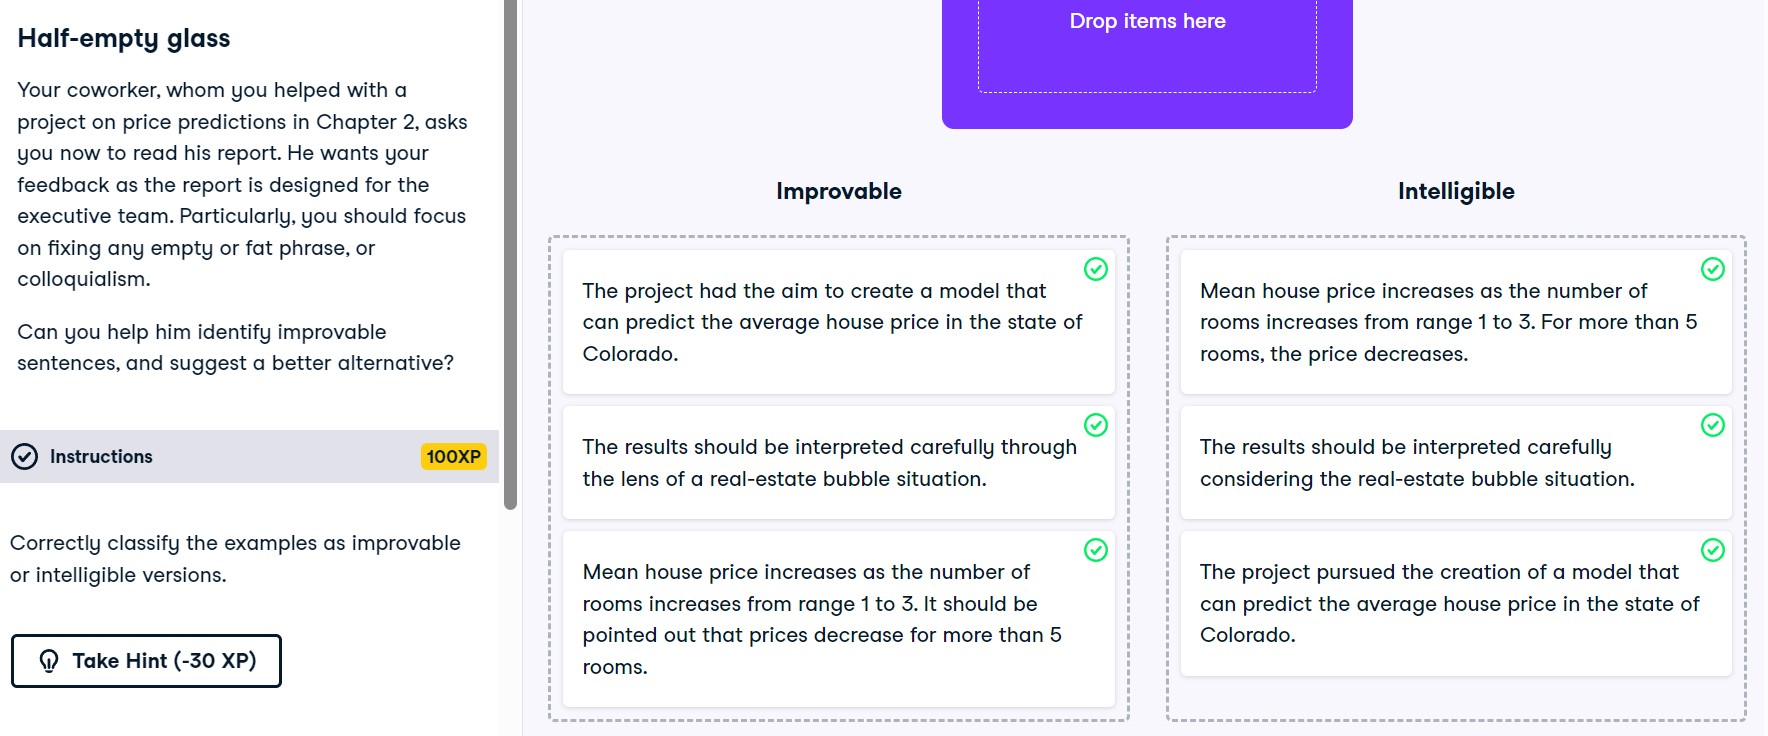 Half-empty glass
Your coworker, whom you helped with a
project on price predictions in Chapter 2, asks
you now to read his report. He wants your
feedback as the report is designed for the
executive team. Particularly, you should focus
on fixing any empty or fat phrase, or
colloquialism.
Can you help him identify improvable
sentences, and suggest a better alternative?
Instructions
100XP
Correctly classify the examples as improvable
or intelligible versions.
Take Hint (-30 XP)
Drop items here
Improvable
The project had the aim to create a model that
can predict the average house price in the state of
Colorado.
The results should be interpreted carefully through
the lens of a real-estate bubble situation.
Mean house price increases as the number of
rooms increases from range 1 to 3. It should be
pointed out that prices decrease for more than 5
rooms.
Intelligible
Mean house price increases as the number of
rooms increases from range 1 to 3. For more than 5
rooms, the price decreases.
The results should be interpreted carefully
considering the real-estate bubble situation.
The project pursued the creation of a model that
can predict the average house price in the state of
Colorado.